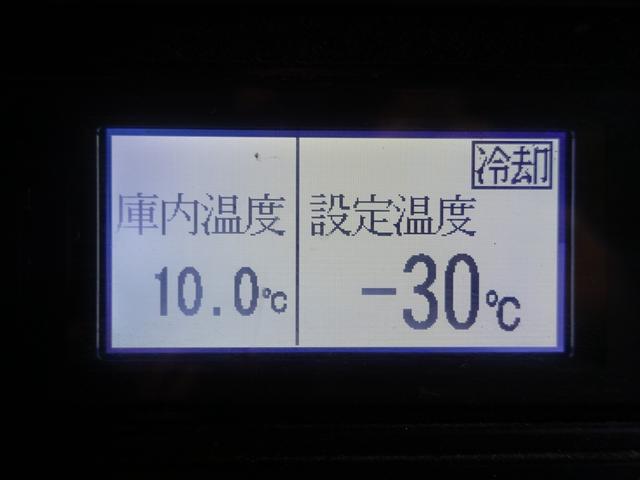 冷却
庫内温度
10.0℃
設定温度
-30℃